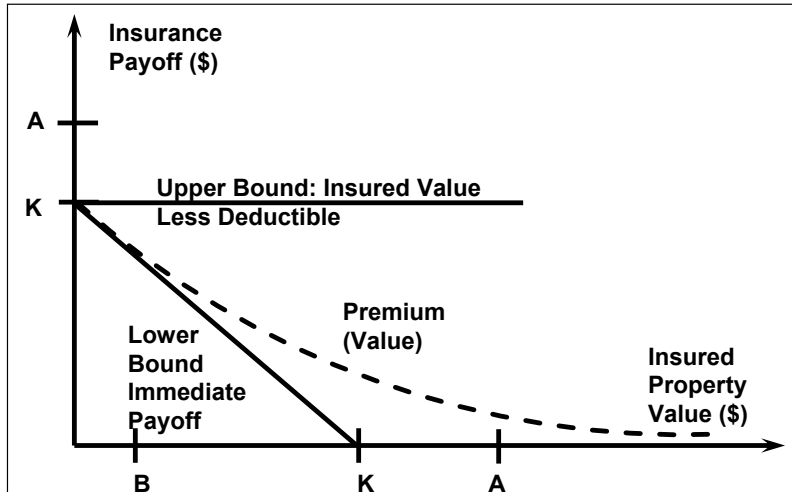 Insurance
Payoff ($)
A
Upper Bound: Insured Value
K
Less Deductible
Premium
(Value)
Lower
Bound
Immediate
Payoff
Insured
Property
Value ($)
B
K
A